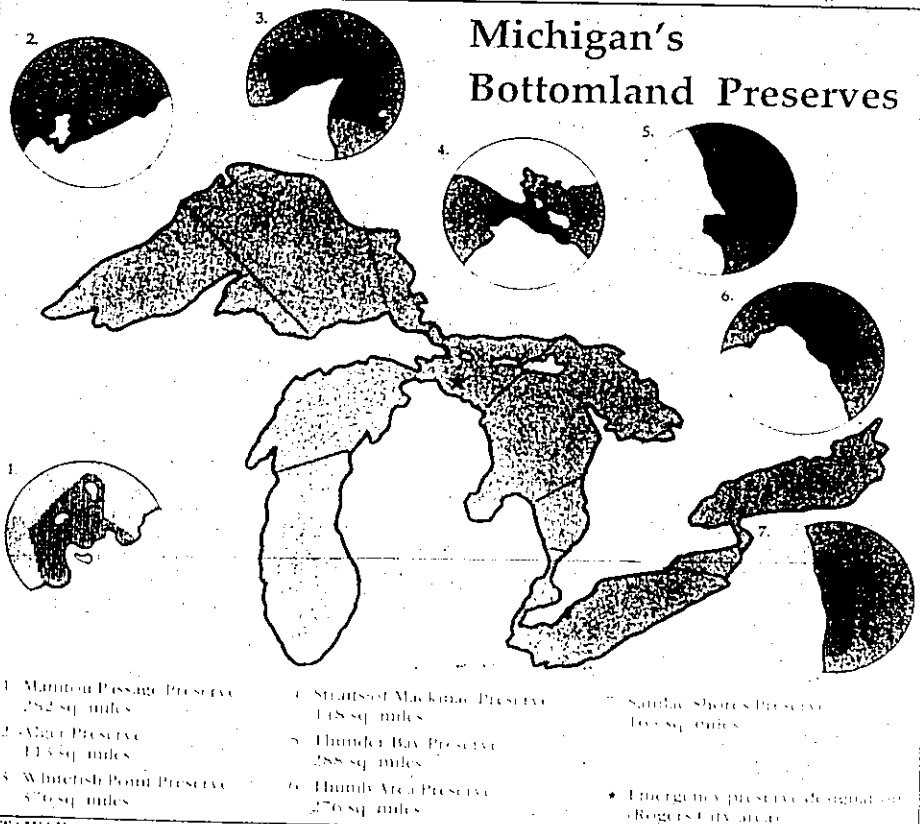 Michigan's
Bottomland Preserves
2.
3.
4.
5.
6.
1.
7.
1. Manitou Passage Preserve
282 sq. miles
2. Alger Preserve
113 sq. miles
3. Whitefish Point Preserve
376 sq. miles
4. Straits of Mackinac Preserve
148 sq. miles
5. Thunder Bay Preserve
288 sq. miles
6. Thumb Area Preserve
276 sq. miles
7. Sanilac Shores Preserve
163 sq. miles
* Emergency preserve designation
(Rogers City area)